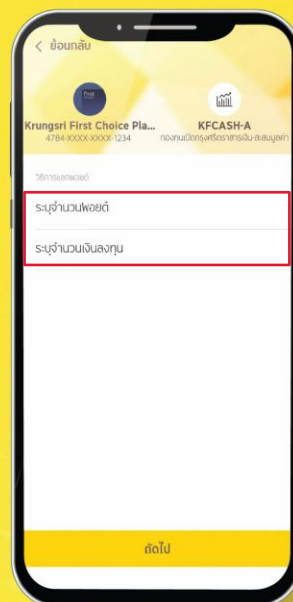 ย้อนกลับ
First
Krungsri First Choice Pla...
4784-XXXX-XXXX-1234
KFCASH-A
กองทุนเปิดกรุงศรีตราสารเงิน-สะสมมูลค่า
วิธีการแลกพอยต์
ระบุจำนวนพอยต์
ระบุจำนวนเงินลงทุน
ถัดไป